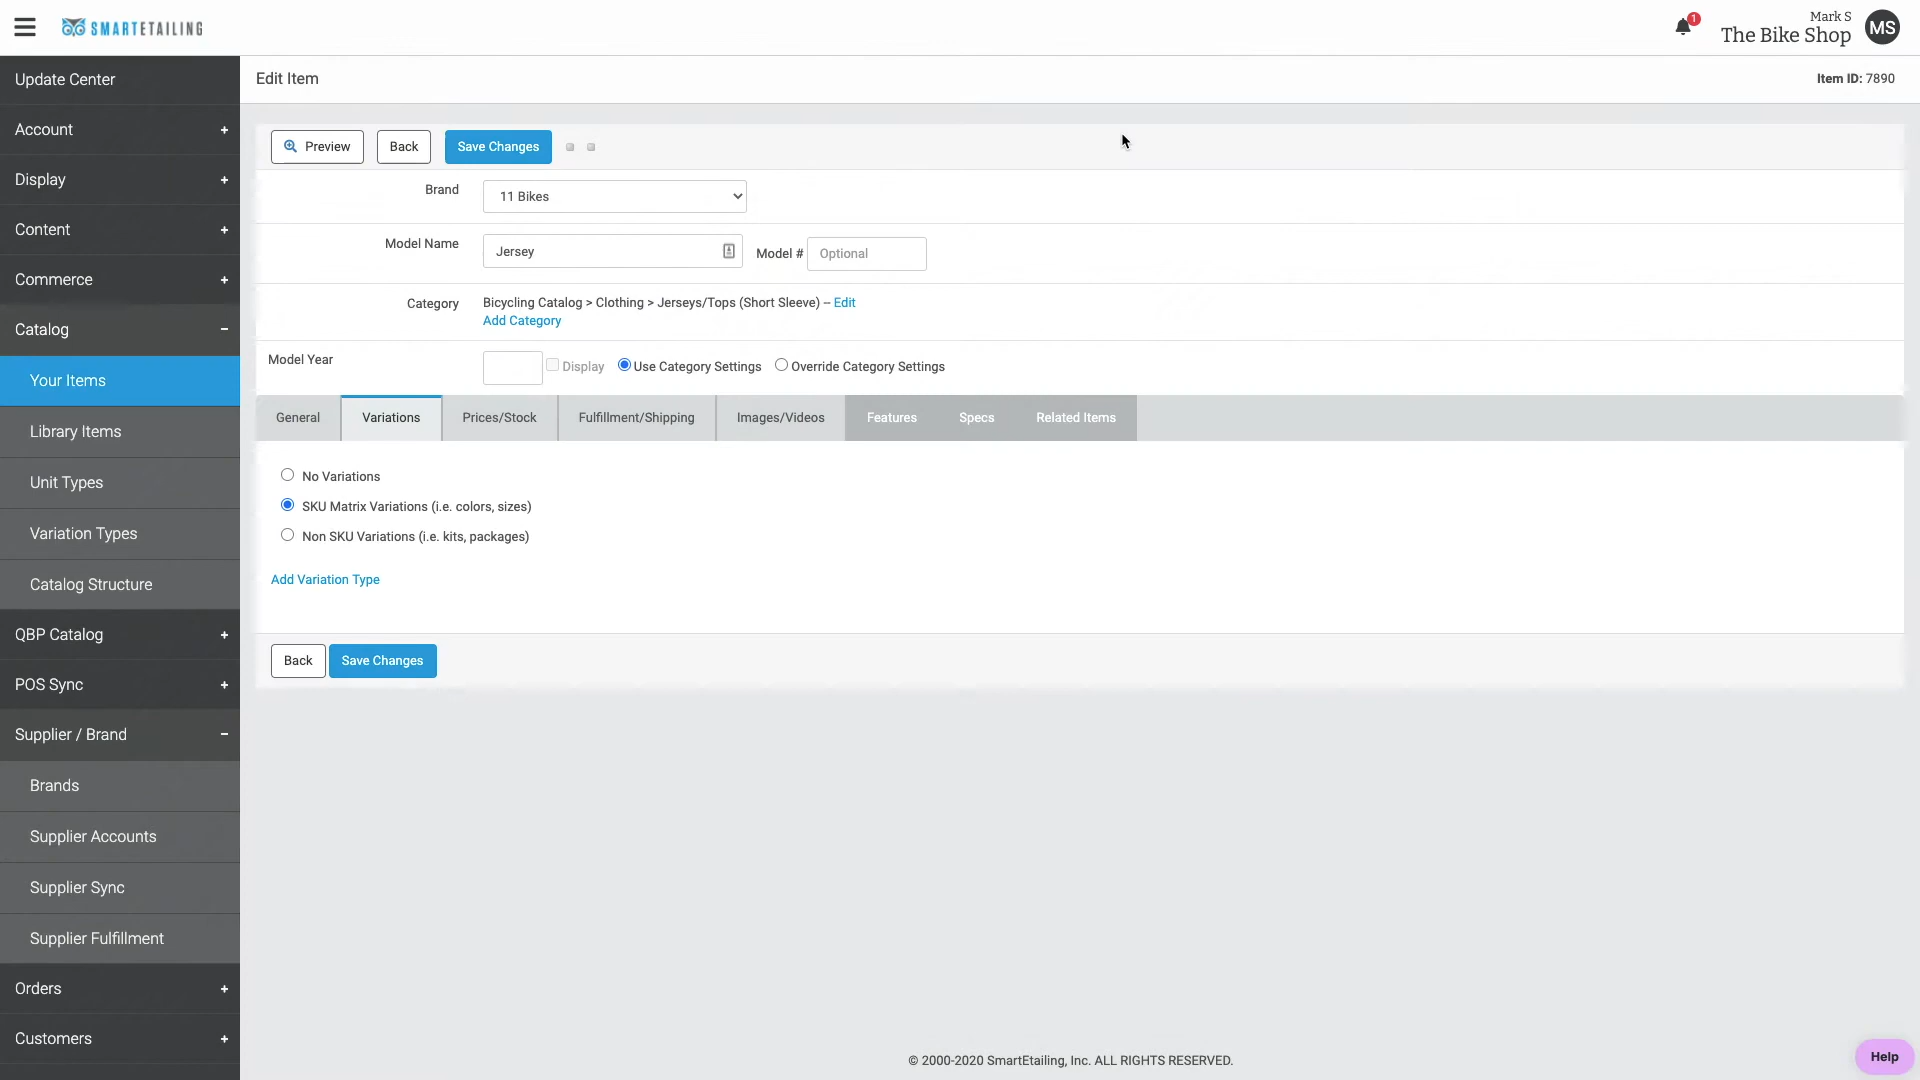 SMARTETAILING
1
Mark S
The Bike Shop
MS
Update Center
Account +
Display +
Content +
Commerce +
Catalog −
Your Items
Library Items
Unit Types
Variation Types
Catalog Structure
QBP Catalog +
POS Sync +
Supplier / Brand −
Brands
Supplier Accounts
Supplier Sync
Supplier Fulfillment
Orders +
Customers +
Edit Item
Item ID: 7890
Preview Back Save Changes
Brand 11 Bikes
Model Name Jersey Model # Optional
Category Bicycling Catalog > Clothing > Jerseys/Tops (Short Sleeve) – Edit
Add Category
Model Year Display Use Category Settings Override Category Settings
General Variations Prices/Stock Fulfillment/Shipping Images/Videos Features Specs Related Items
No Variations
SKU Matrix Variations (i.e. colors, sizes)
Non SKU Variations (i.e. kits, packages)
Add Variation Type
Back Save Changes
© 2000-2020 SmartEtailing, Inc. ALL RIGHTS RESERVED.
Help